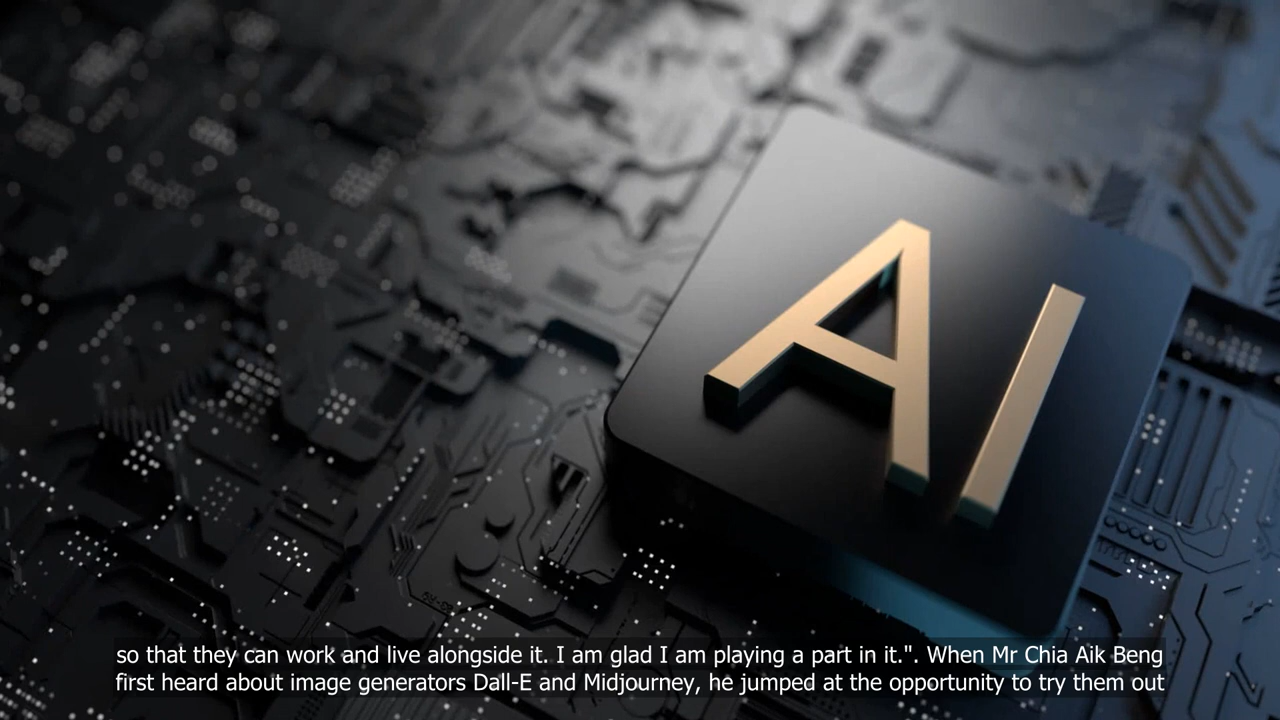 AI
so that they can work and live alongside it. I am glad I am playing a part in it.". When Mr Chia Aik Beng
first heard about image generators Dall-E and Midjourney, he jumped at the opportunity to try them out